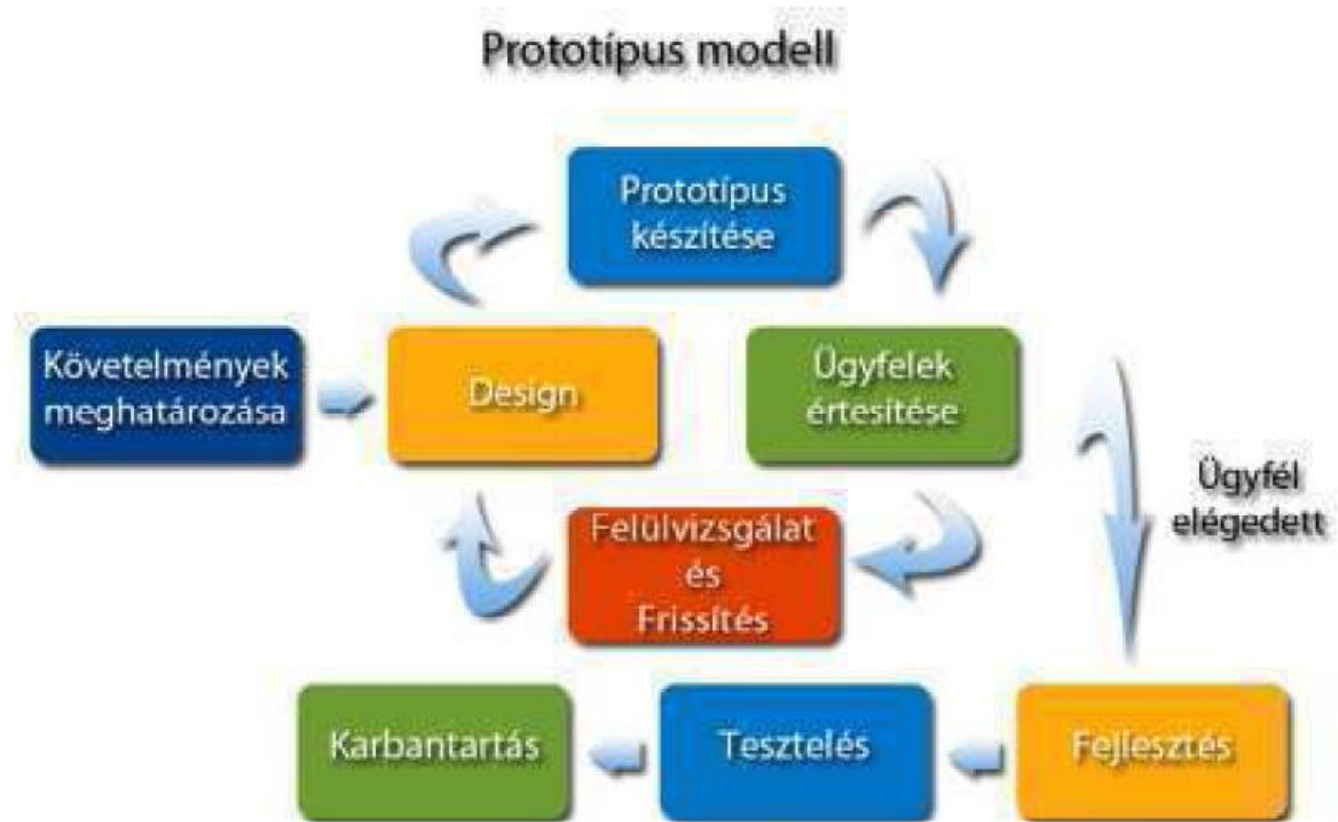 Prototípus modell
Prototípus
készítése
Követelmények
meghatározása
Design
Ügyfelek
értesítése
Ügyfél
elégedett
Felülvizsgálat
és
Frissítés
Karbantartás
Tesztelés
Fejlesztés